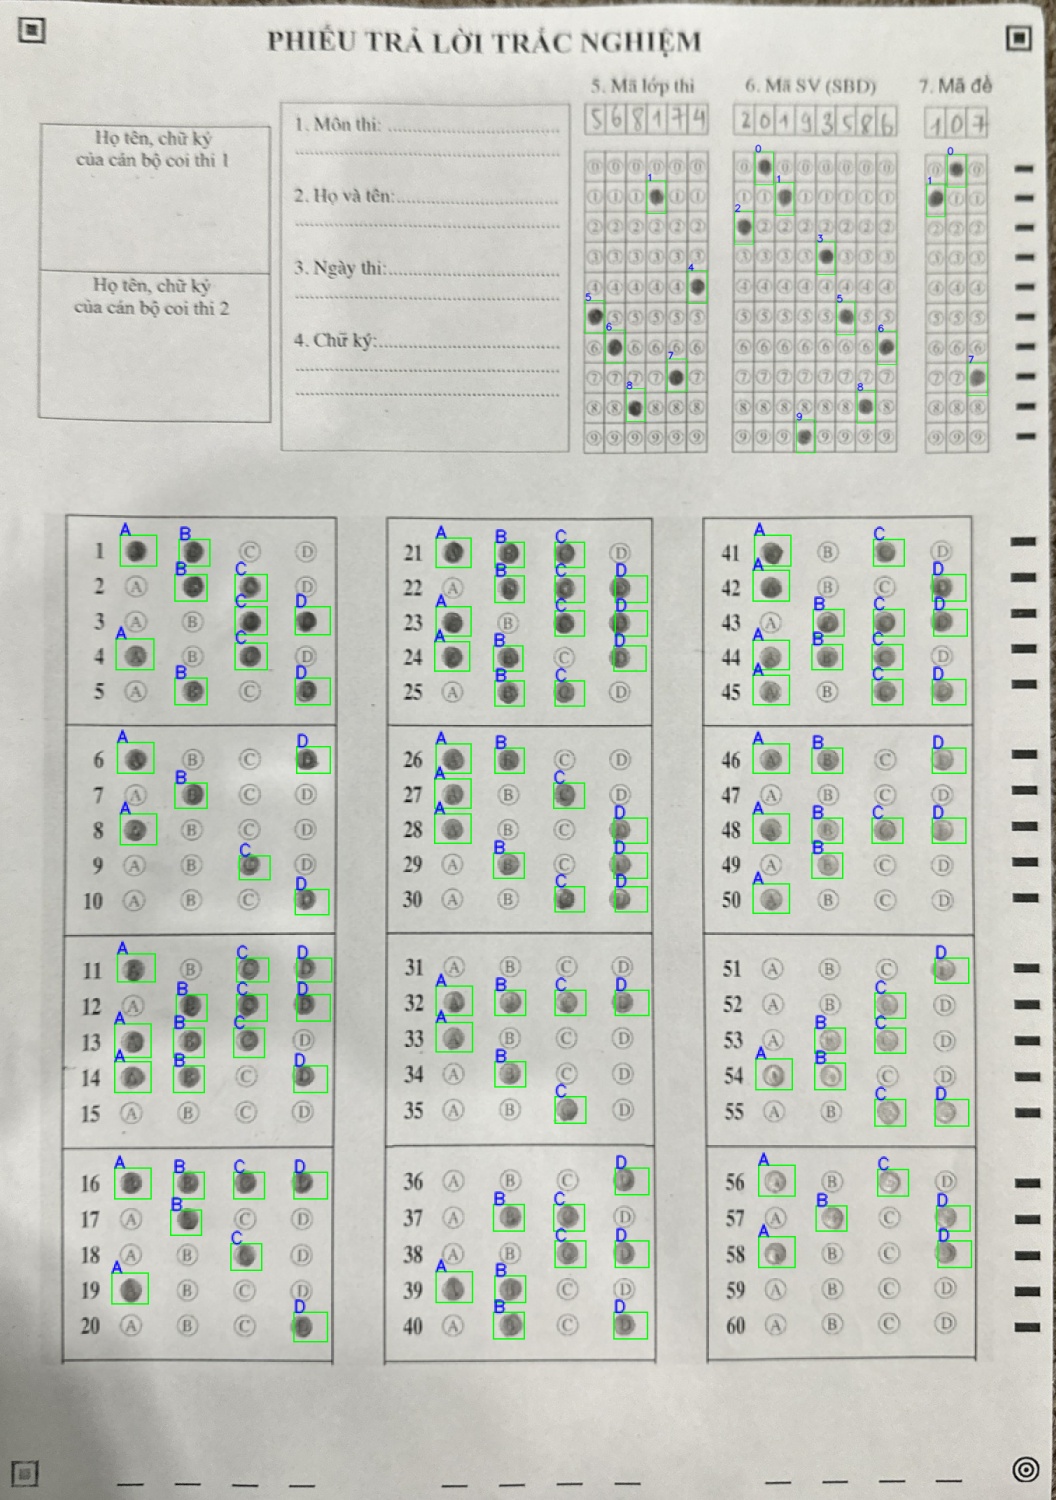 PHIẾU TRẢ LỜI TRẮC NGHIỆM
Họ tên, chữ ký
của cán bộ coi thi 1
Họ tên, chữ ký
của cán bộ coi thi 2
1. Môn thi:
2. Họ và tên:
3. Ngày thi:
4. Chữ ký:
5. Mã lớp thi
5 6 8 1 7 4
6. Mã SV (SBD)
2 0 1 9 3 5 8 6
7. Mã đề
1 0 7
1 A B C D
2 A B C D
3 A B C D
4 A B C D
5 A B C D
6 A B C D
7 A B C D
8 A B C D
9 A B C D
10 A B C D
11 A B C D
12 A B C D
13 A B C D
14 A B C D
15 A B C D
16 A B C D
17 A B C D
18 A B C D
19 A B C D
20 A B C D
21 A B C D
22 A B C D
23 A B C D
24 A B C D
25 A B C D
26 A B C D
27 A B C D
28 A B C D
29 A B C D
30 A B C D
31 A B C D
32 A B C D
33 A B C D
34 A B C D
35 A B C D
36 A B C D
37 A B C D
38 A B C D
39 A B C D
40 A B C D
41 A B C D
42 A B C D
43 A B C D
44 A B C D
45 A B C D
46 A B C D
47 A B C D
48 A B C D
49 A B C D
50 A B C D
51 A B C D
52 A B C D
53 A B C D
54 A B C D
55 A B C D
56 A B C D
57 A B C D
58 A B C D
59 A B C D
60 A B C D